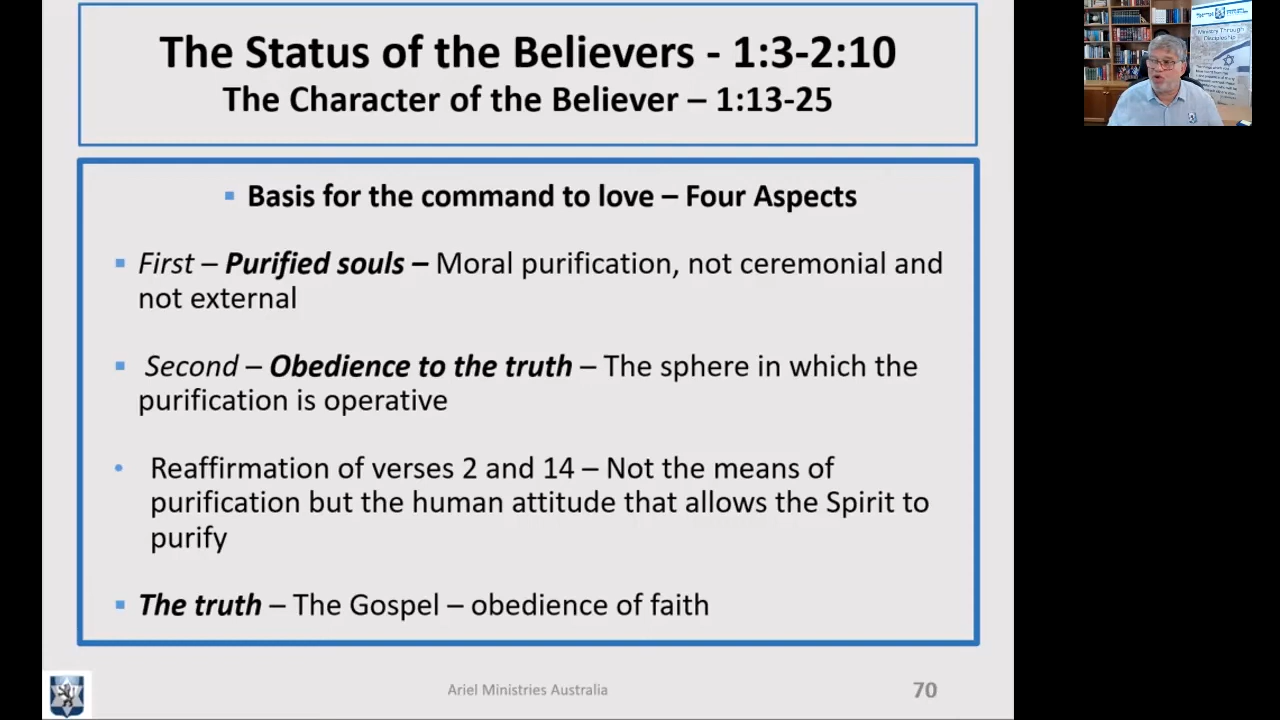 The Status of the Believers - 1:3-2:10
The Character of the Believer – 1:13-25
Basis for the command to love – Four Aspects
First – Purified souls – Moral purification, not ceremonial and
not external
Second – Obedience to the truth – The sphere in which the
purification is operative
Reaffirmation of verses 2 and 14 – Not the means of
purification but the human attitude that allows the Spirit to
purify
The truth – The Gospel – obedience of faith
Ariel Ministries Australia
70
Ministry Through
Discipleship